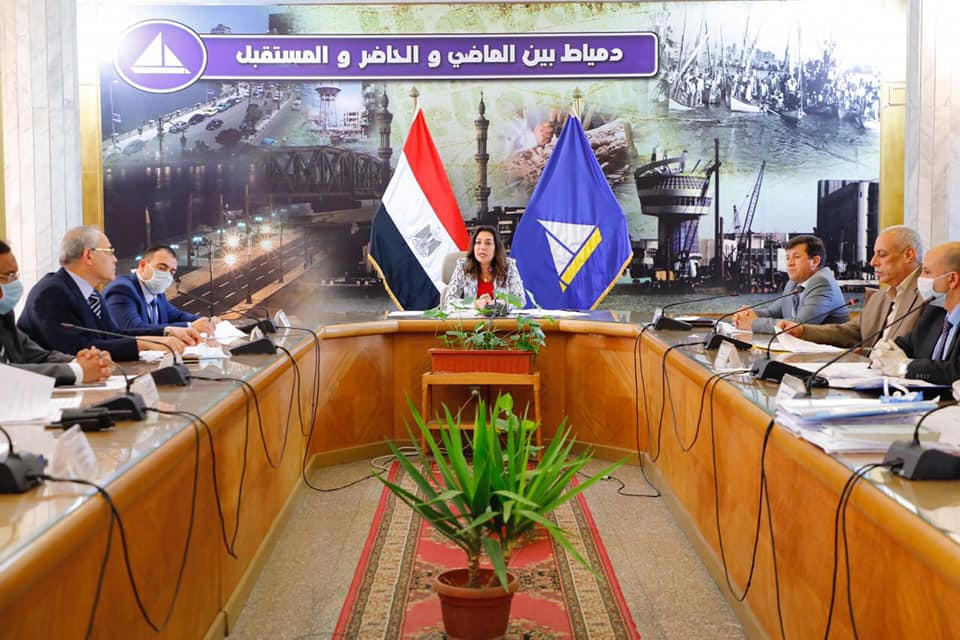 دمياط بين الماضي و الحاضر و المستقبل